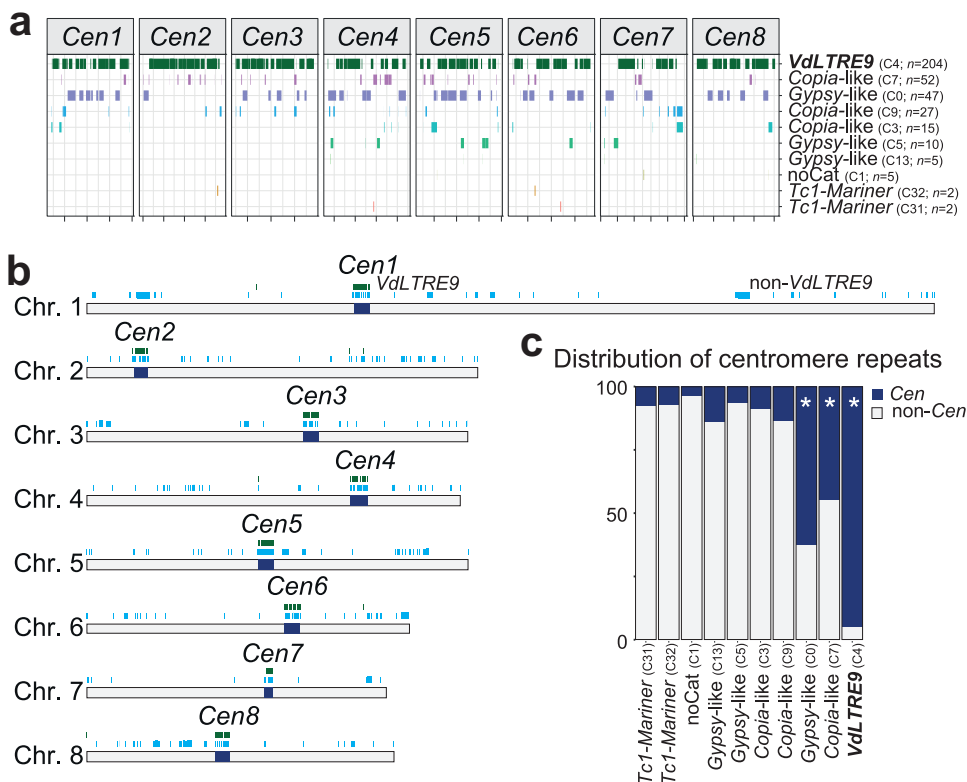 a
Cen1 Cen2 Cen3 Cen4 Cen5 Cen6 Cen7 Cen8
VdLTRE9 (C4; n=204)
Copia-like (C7; n=52)
Gypsy-like (C0; n=47)
Copia-like (C9; n=27)
Copia-like (C3; n=15)
Gypsy-like (C5; n=10)
Gypsy-like (C13; n=5)
noCat (C1; n=5)
Tc1-Mariner (C32; n=2)
Tc1-Mariner (C31; n=2)
b
Cen1
VdLTRE9
non-VdLTRE9
Chr. 1
Cen2
Chr. 2
Cen3
Chr. 3
Cen4
Chr. 4
Cen5
Chr. 5
Cen6
Chr. 6
Cen7
Chr. 7
Cen8
Chr. 8
c
Distribution of centromere repeats
100
50
0
Cen
non-Cen
* * *
Tc1-Mariner (C31)
Tc1-Mariner (C32)
noCat (C1)
Gypsy-like (C13)
Gypsy-like (C5)
Copia-like (C3)
Copia-like (C9)
Gypsy-like (C0)
Copia-like (C7)
VdLTRE9 (C4)